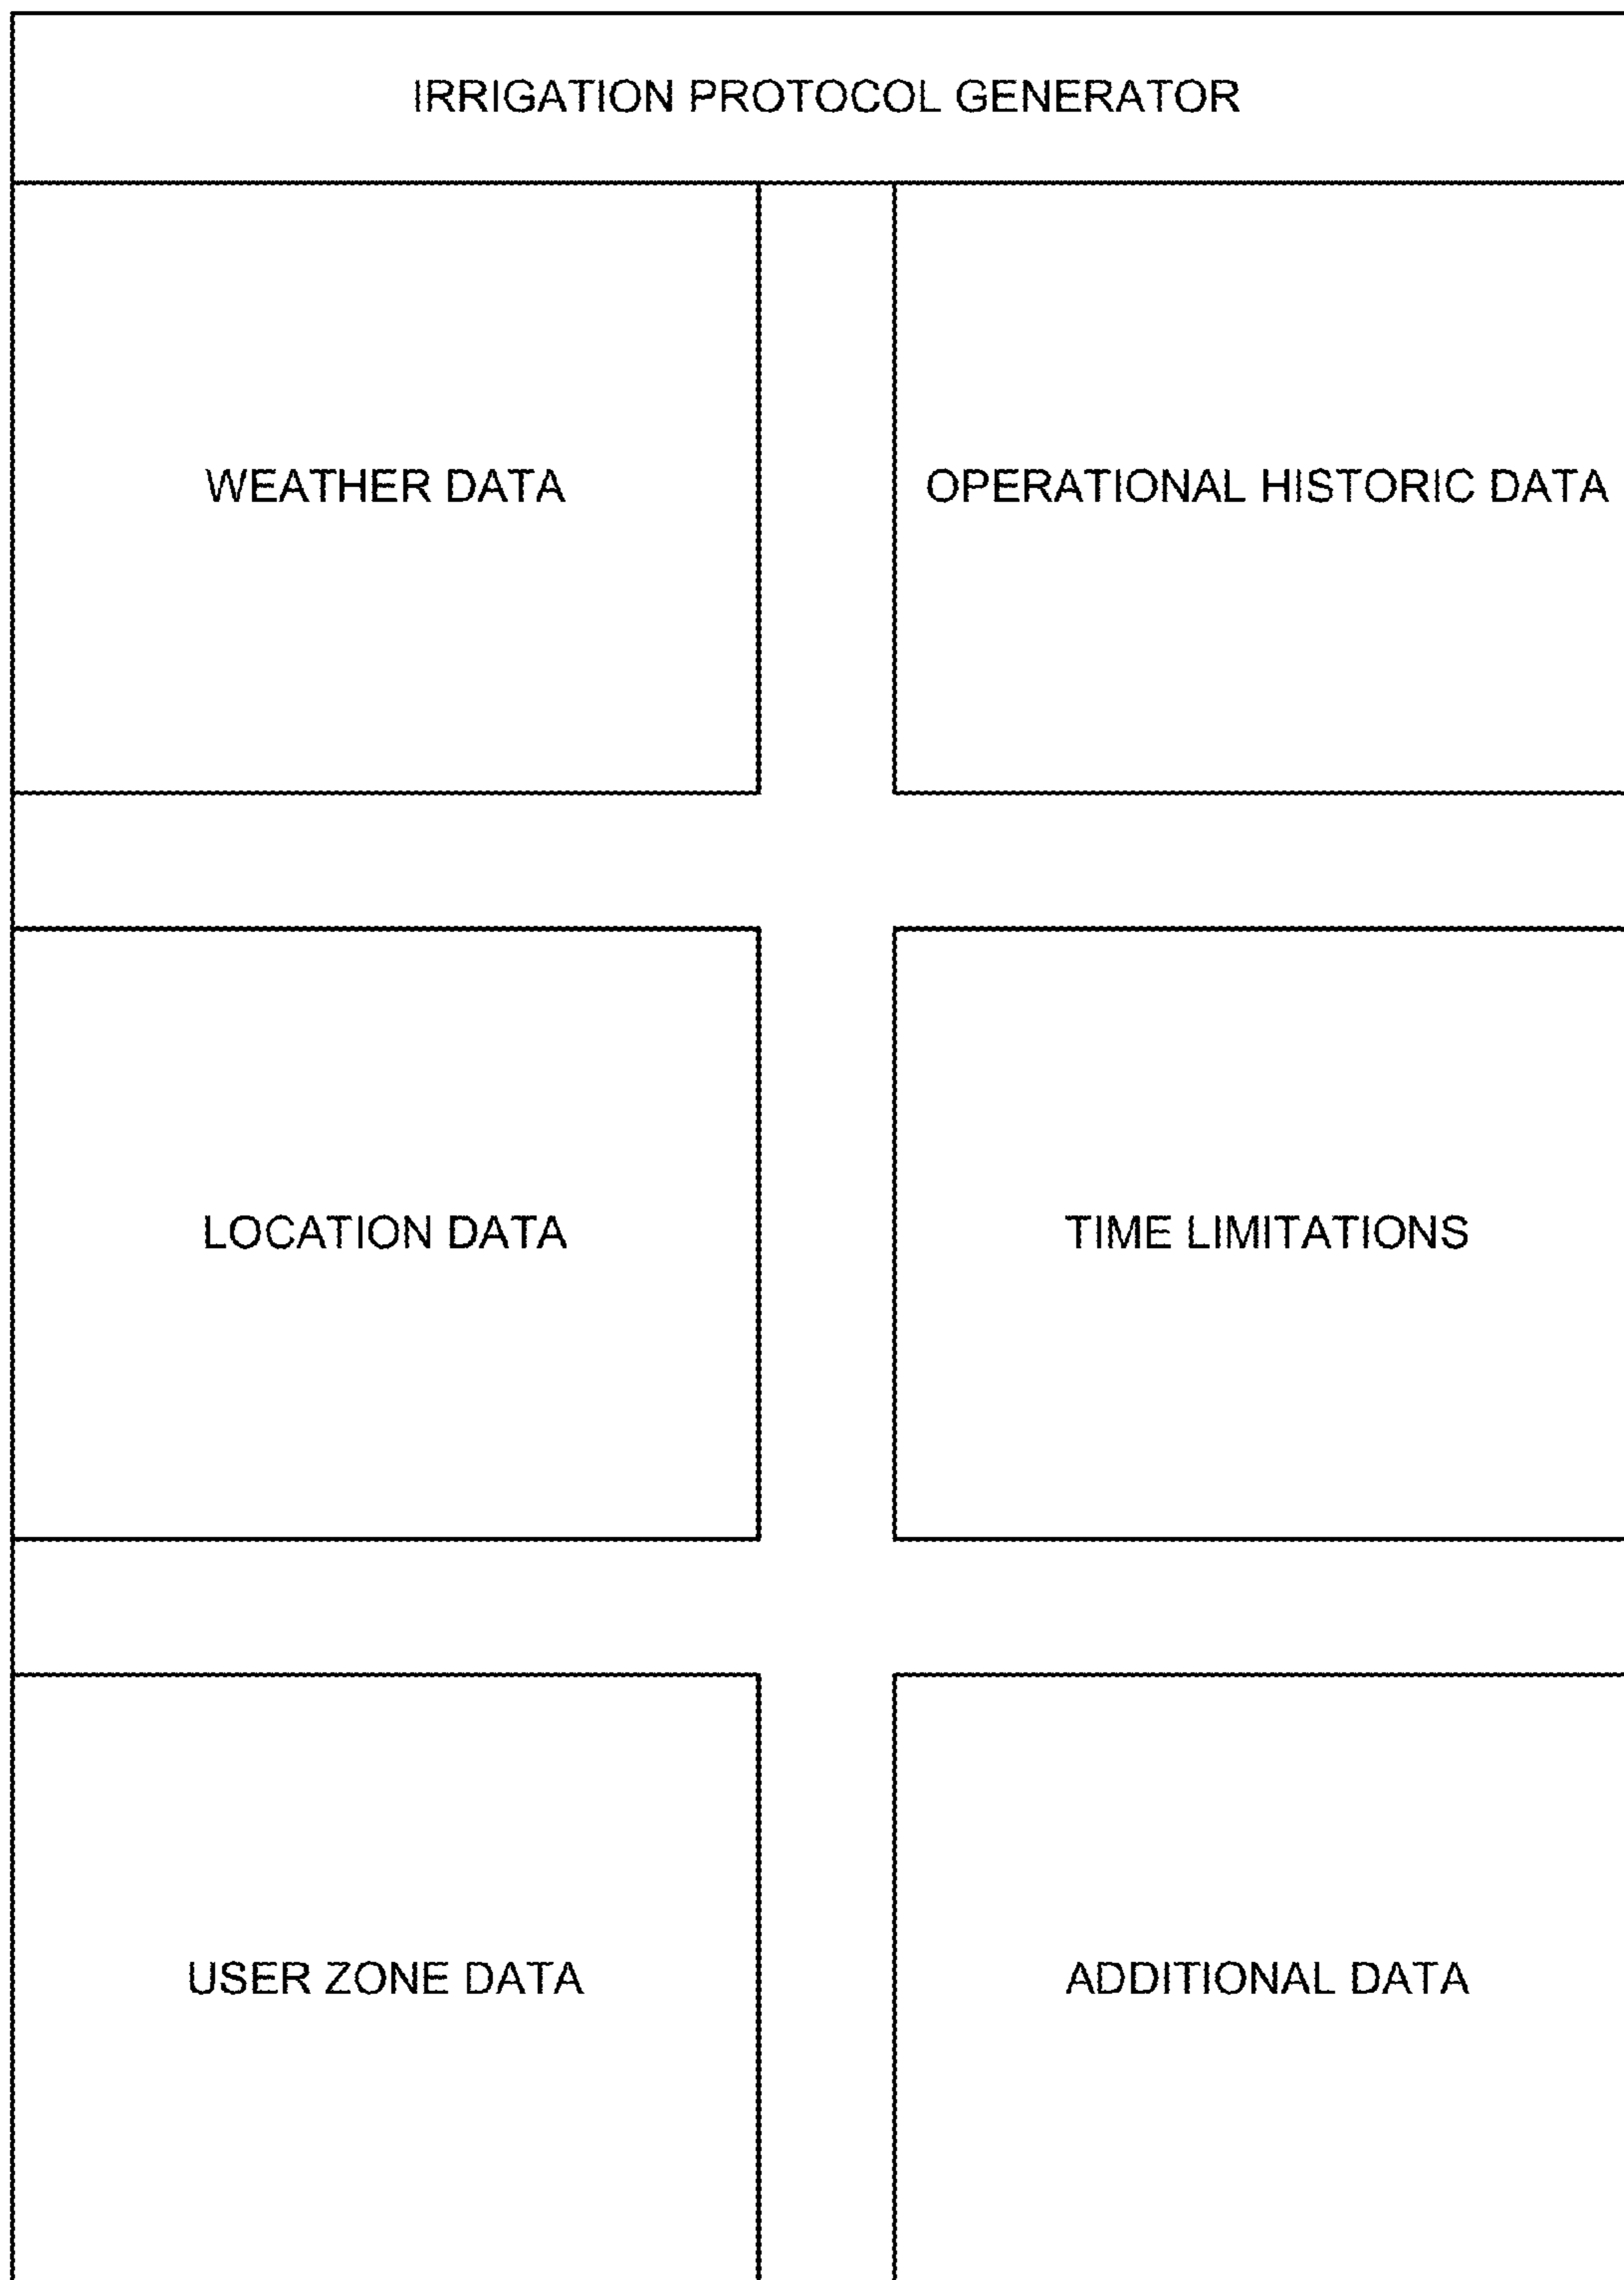 IRRIGATION PROTOCOL GENERATOR
WEATHER DATA
OPERATIONAL HISTORIC DATA
LOCATION DATA
TIME LIMITATIONS
USER ZONE DATA
ADDITIONAL DATA